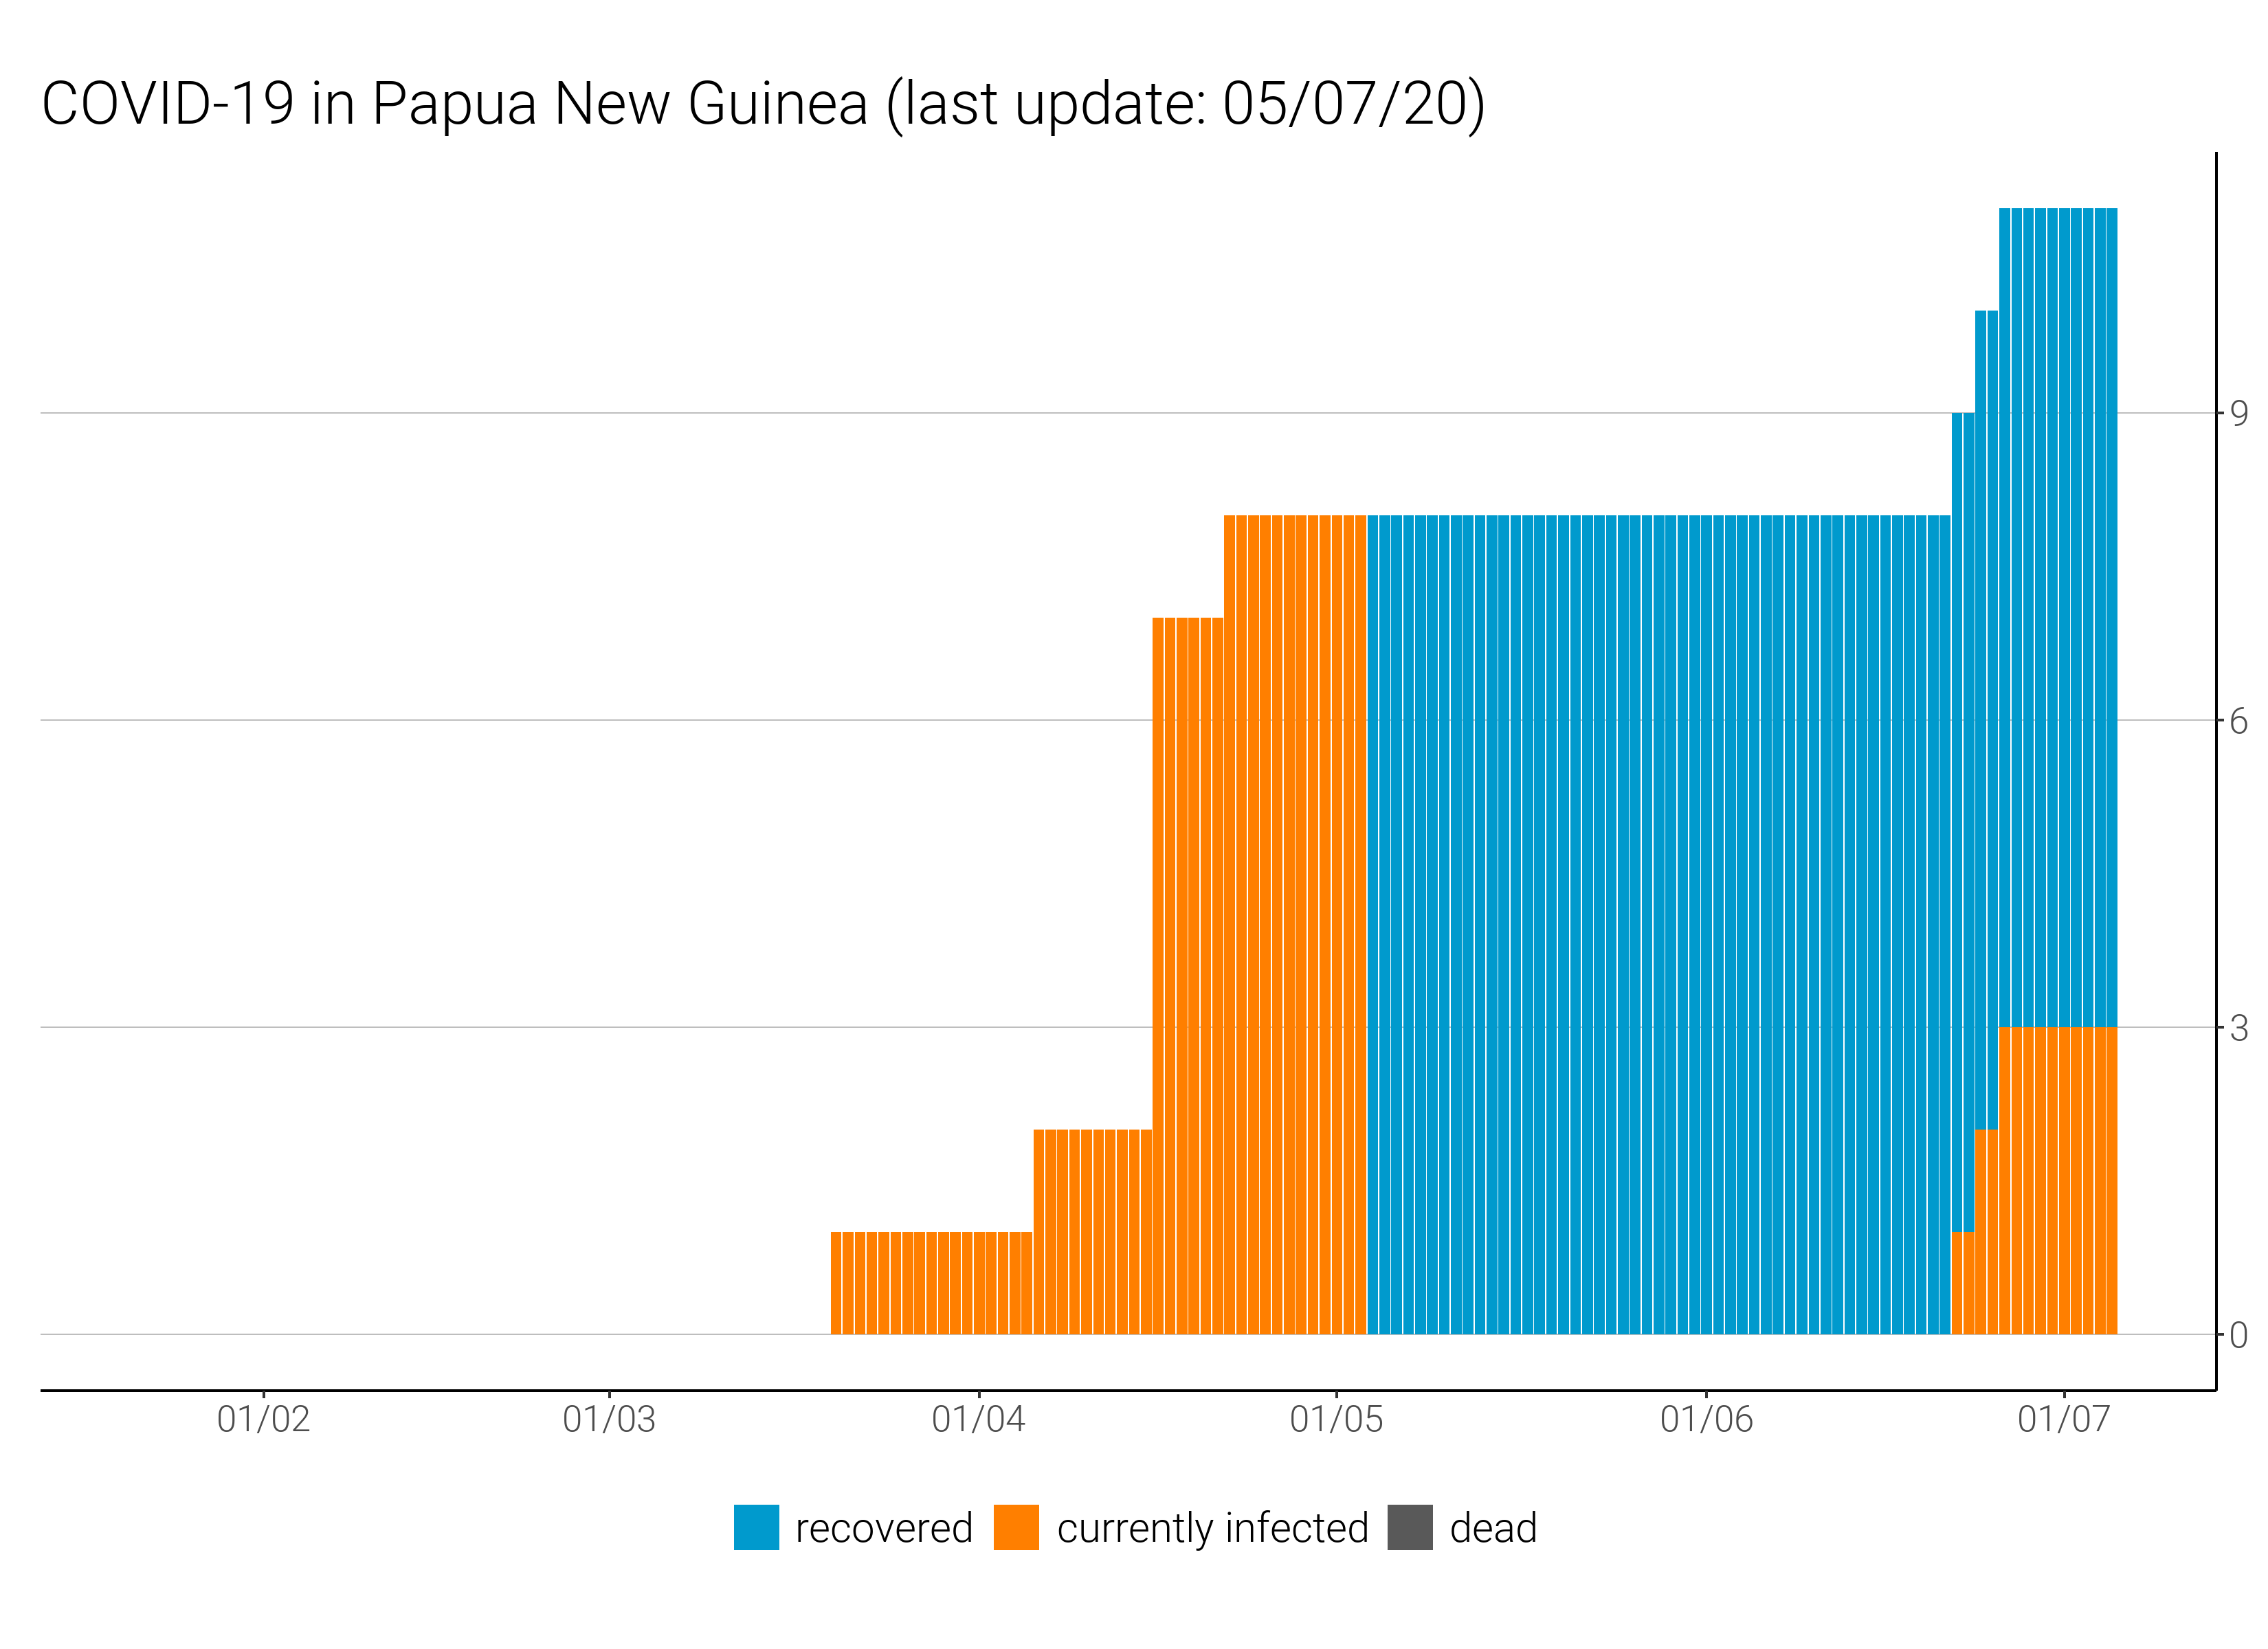 COVID-19 in Papua New Guinea (last update: 05/07/20)
9
6
3
0
01/02 01/03 01/04 01/05 01/06 01/07
recovered currently infected dead